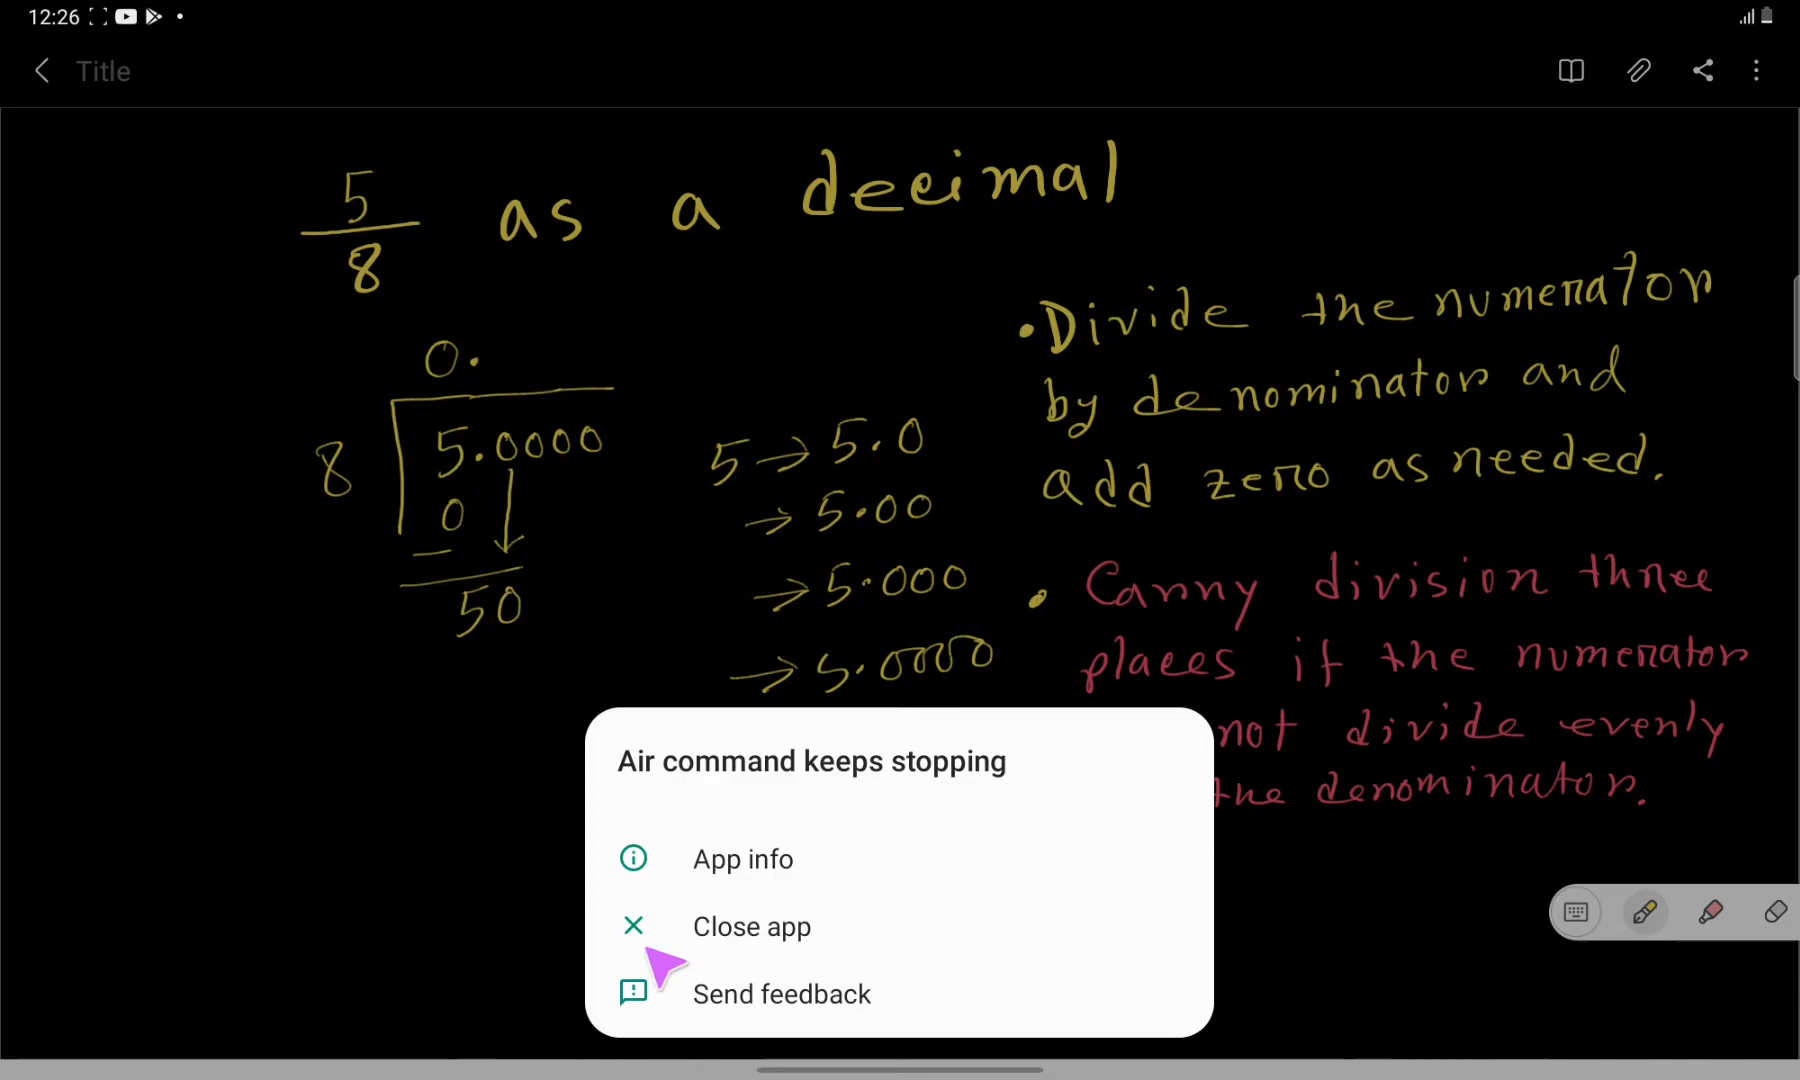 12:26
Title
5/8 as a decimal
0.
8 5.0000
0
50
5→5.0
→5.00
→5.000
→5.0000
•Divide the numerator
by denominator and
add zero as needed.
• Carry division three
places if the numerator
not divide evenly
the denominator.
Air command keeps stopping
App info
Close app
Send feedback